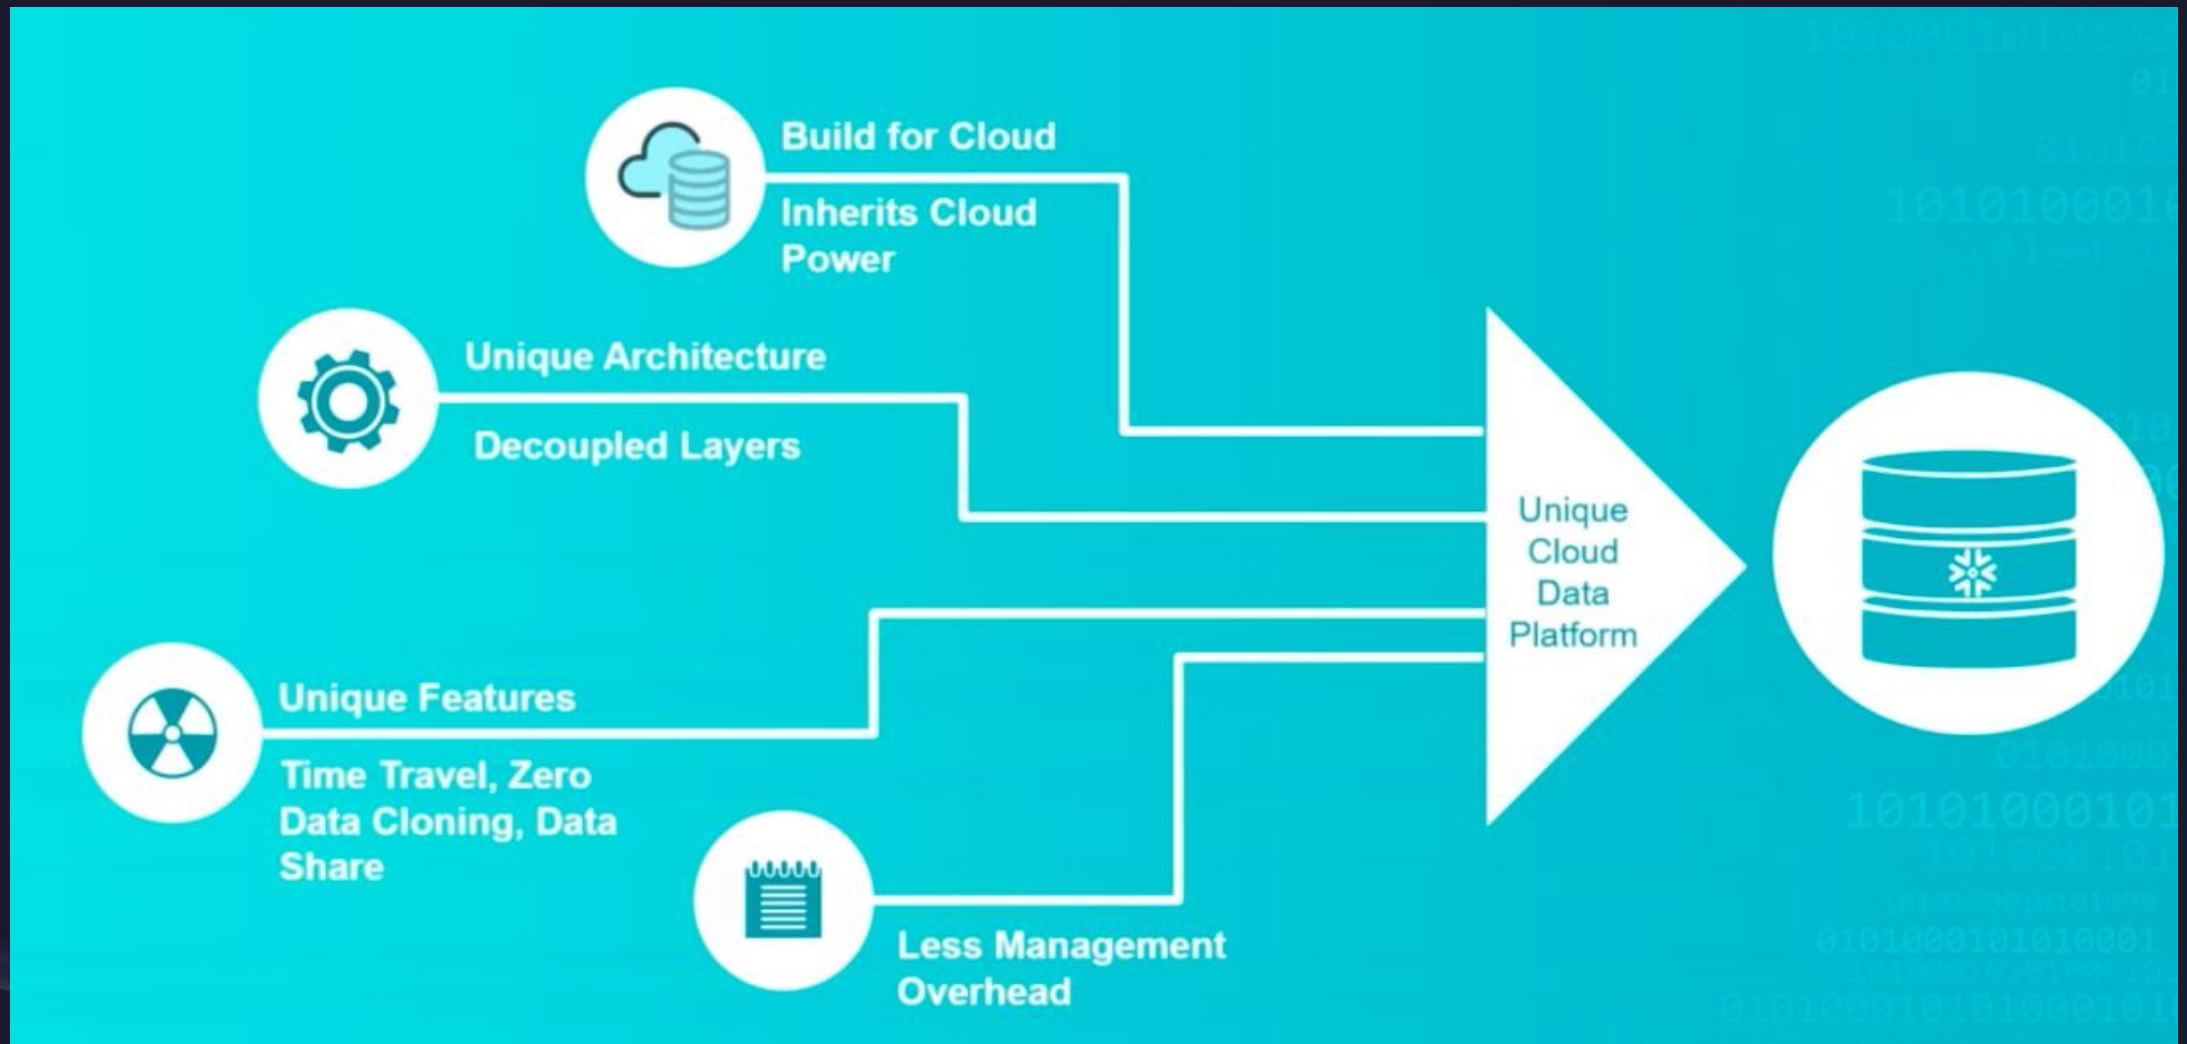 Build for Cloud
Inherits Cloud
Power
Unique Architecture
Decoupled Layers
Unique Features
Time Travel, Zero
Data Cloning, Data
Share
Less Management
Overhead
Unique
Cloud
Data
Platform